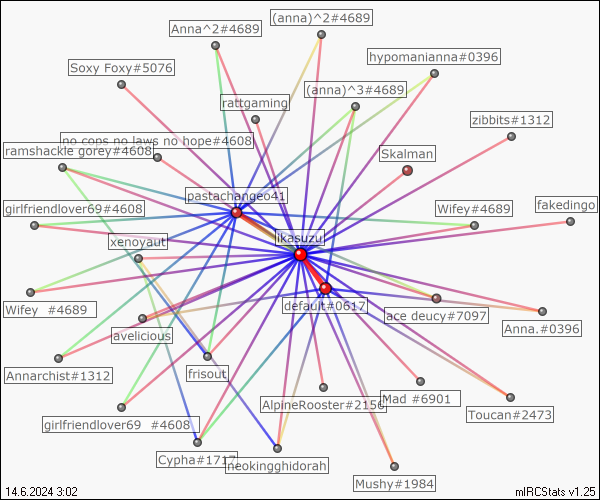 Anna^2#4689
(anna)^2#4689
hypomanianna#0396
Soxy Foxy#5076
(anna)^3#4689
rattgaming
zibbits#1312
no cops no laws no hope#4608
ramshackle gorey#4608
Skalman
pastachangeo41
girlfriendlover69#4608
Wifey#4689
fakedingo
xenoyaut
ikasuzu
Wifey  #4689
default#0617
ace deucy#7097
Anna.#0396
avelicious
Annarchist#1312
frisout
AlpineRooster#2156
Mad #6901
Toucan#2473
girlfriendlover69  #4608
Cypha#1717
neokingghidorah
Mushy#1984
14.6.2024 3:02
mIRCStats v1.25